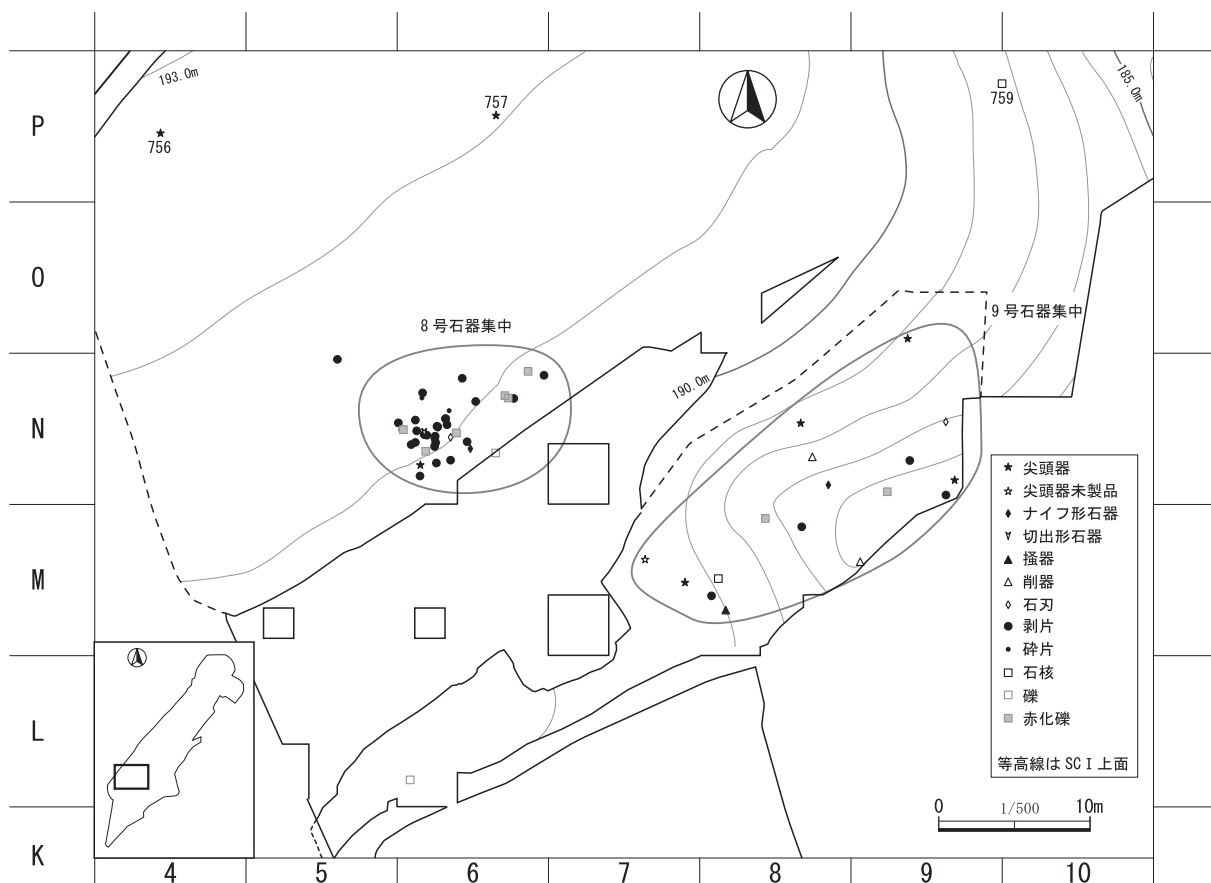 193.0m
757
756
759
185.0m
P
O
8号石器集中
9号石器集中
190.0m
N
尖頭器
尖頭器未製品
ナイフ形石器
切出形石器
掻器
削器
石刃
剥片
砕片
石核
礫
赤化礫
等高線はSCⅠ上面
M
L
0 1/500 10m
K
4 5 6 7 8 9 10